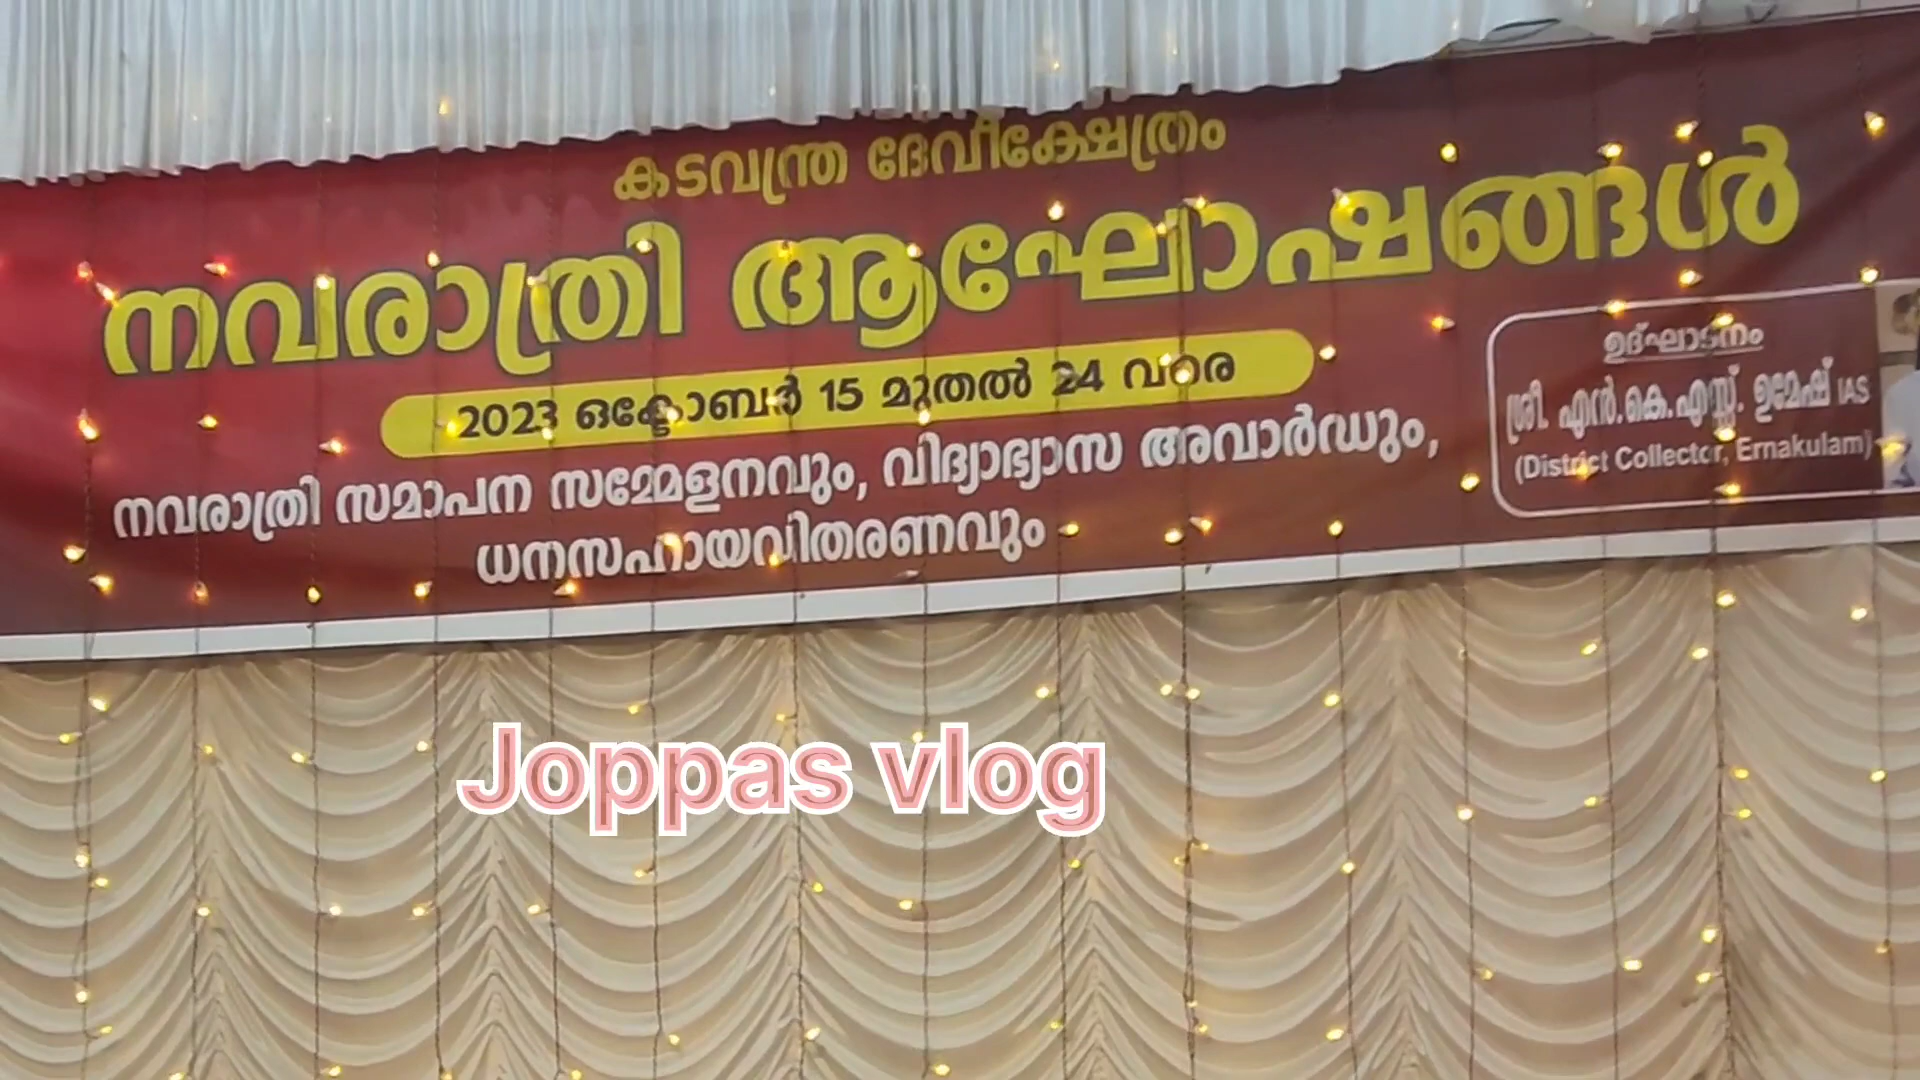 കടവന്ത്ര ദേവീക്ഷേത്രം
നവരാത്രി ആഘോഷങ്ങൾ
2023 ഒക്ടോബർ 15 മുതൽ 24 വരെ
നവരാത്രി സമാപന സമ്മേളനവും, വിദ്യാഭ്യാസ അവാർഡും,
ധനസഹായവിതരണവും
ഉദ്ഘാടനം
ശ്രീ. എൻ.കെ.എസ്സ്. ഉമേഷ് IAS
(District Collector, Ernakulam)
Joppas vlog